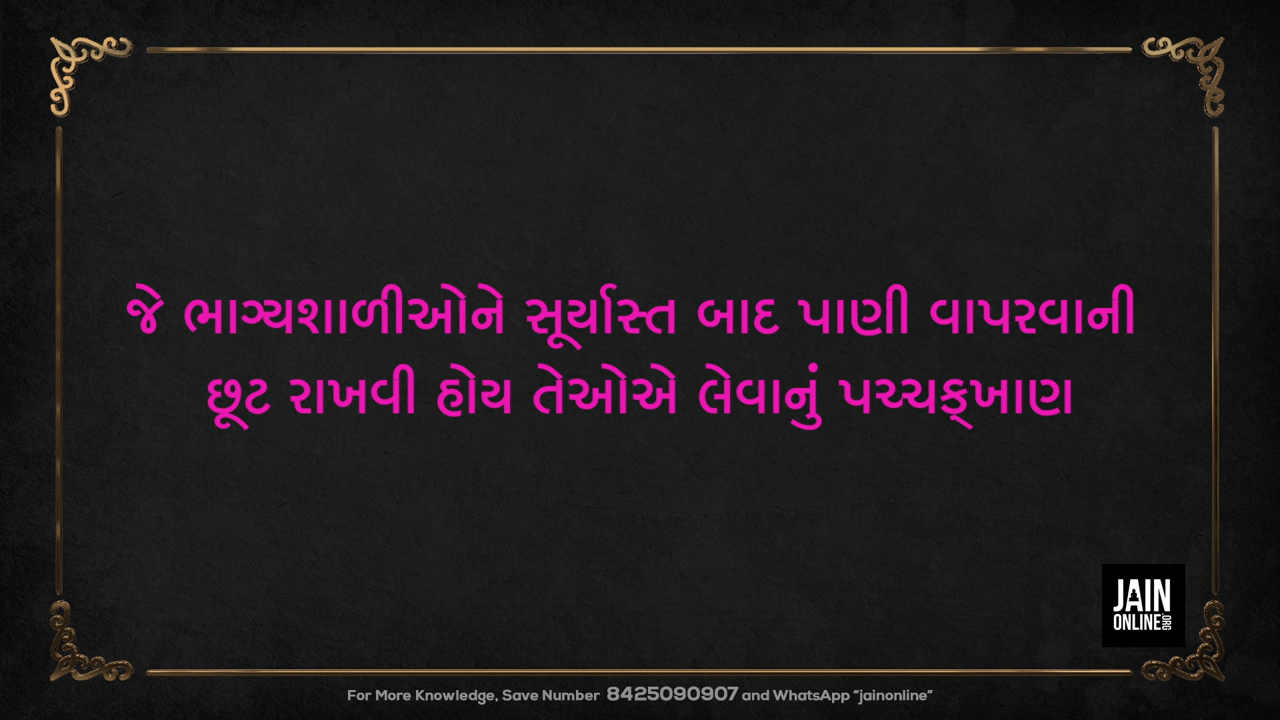 જે ભાગ્યશાળીઓને સૂર્યાસ્ત બાદ પાણી વાપરવાની
છૂટ રાખવી હોય તેઓએ લેવાનું પચ્ચક્ખાણ
JAIN
ONLINE.ORG
For More Knowledge, Save Number 8425090907 and WhatsApp "jainonline"